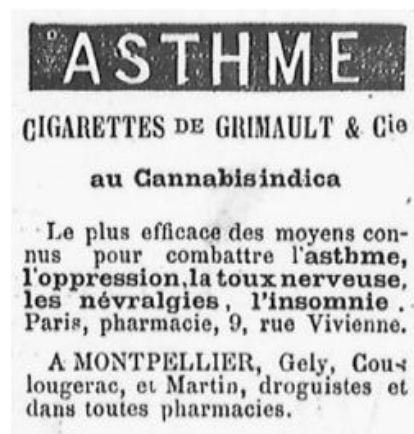 ASTHME
CIGARETTES DE GRIMAULT & Cie
au Cannabis indica
Le plus efficace des moyens con-
nus pour combattre l'asthme,
l'oppression, la toux nerveuse,
les névralgies, l'insomnie.
Paris, pharmacie, 9, rue Vivienne.
A MONTPELLIER, Gely, Cou-
lougerac, et Martin, droguistes et
dans toutes pharmacies.